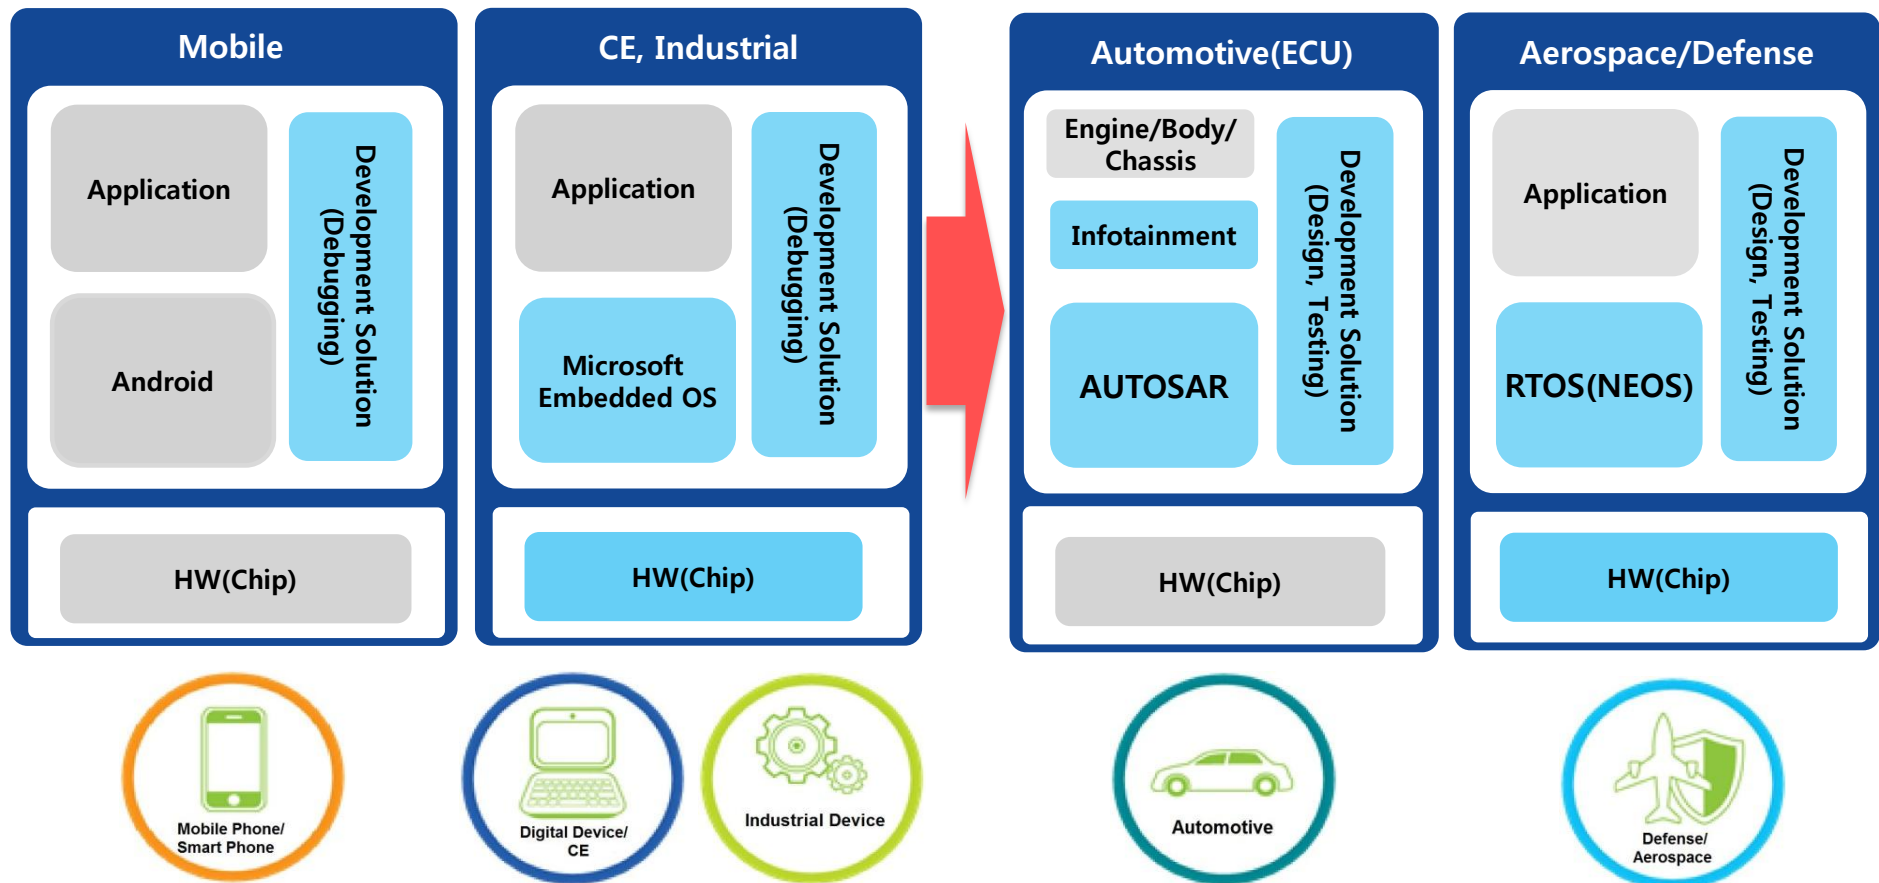 Mobile
Application
Android
Development Solution
(Debugging)
HW(Chip)
CE, Industrial
Application
Microsoft
Embedded OS
Development Solution
(Debugging)
HW(Chip)
Automotive(ECU)
Engine/Body/
Chassis
Infotainment
AUTOSAR
Development Solution
(Design, Testing)
HW(Chip)
Aerospace/Defense
Application
RTOS(NEOS)
Development Solution
(Design, Testing)
HW(Chip)
Mobile Phone/
Smart Phone
Digital Device/
CE
Industrial Device
Automotive
Defense/
Aerospace